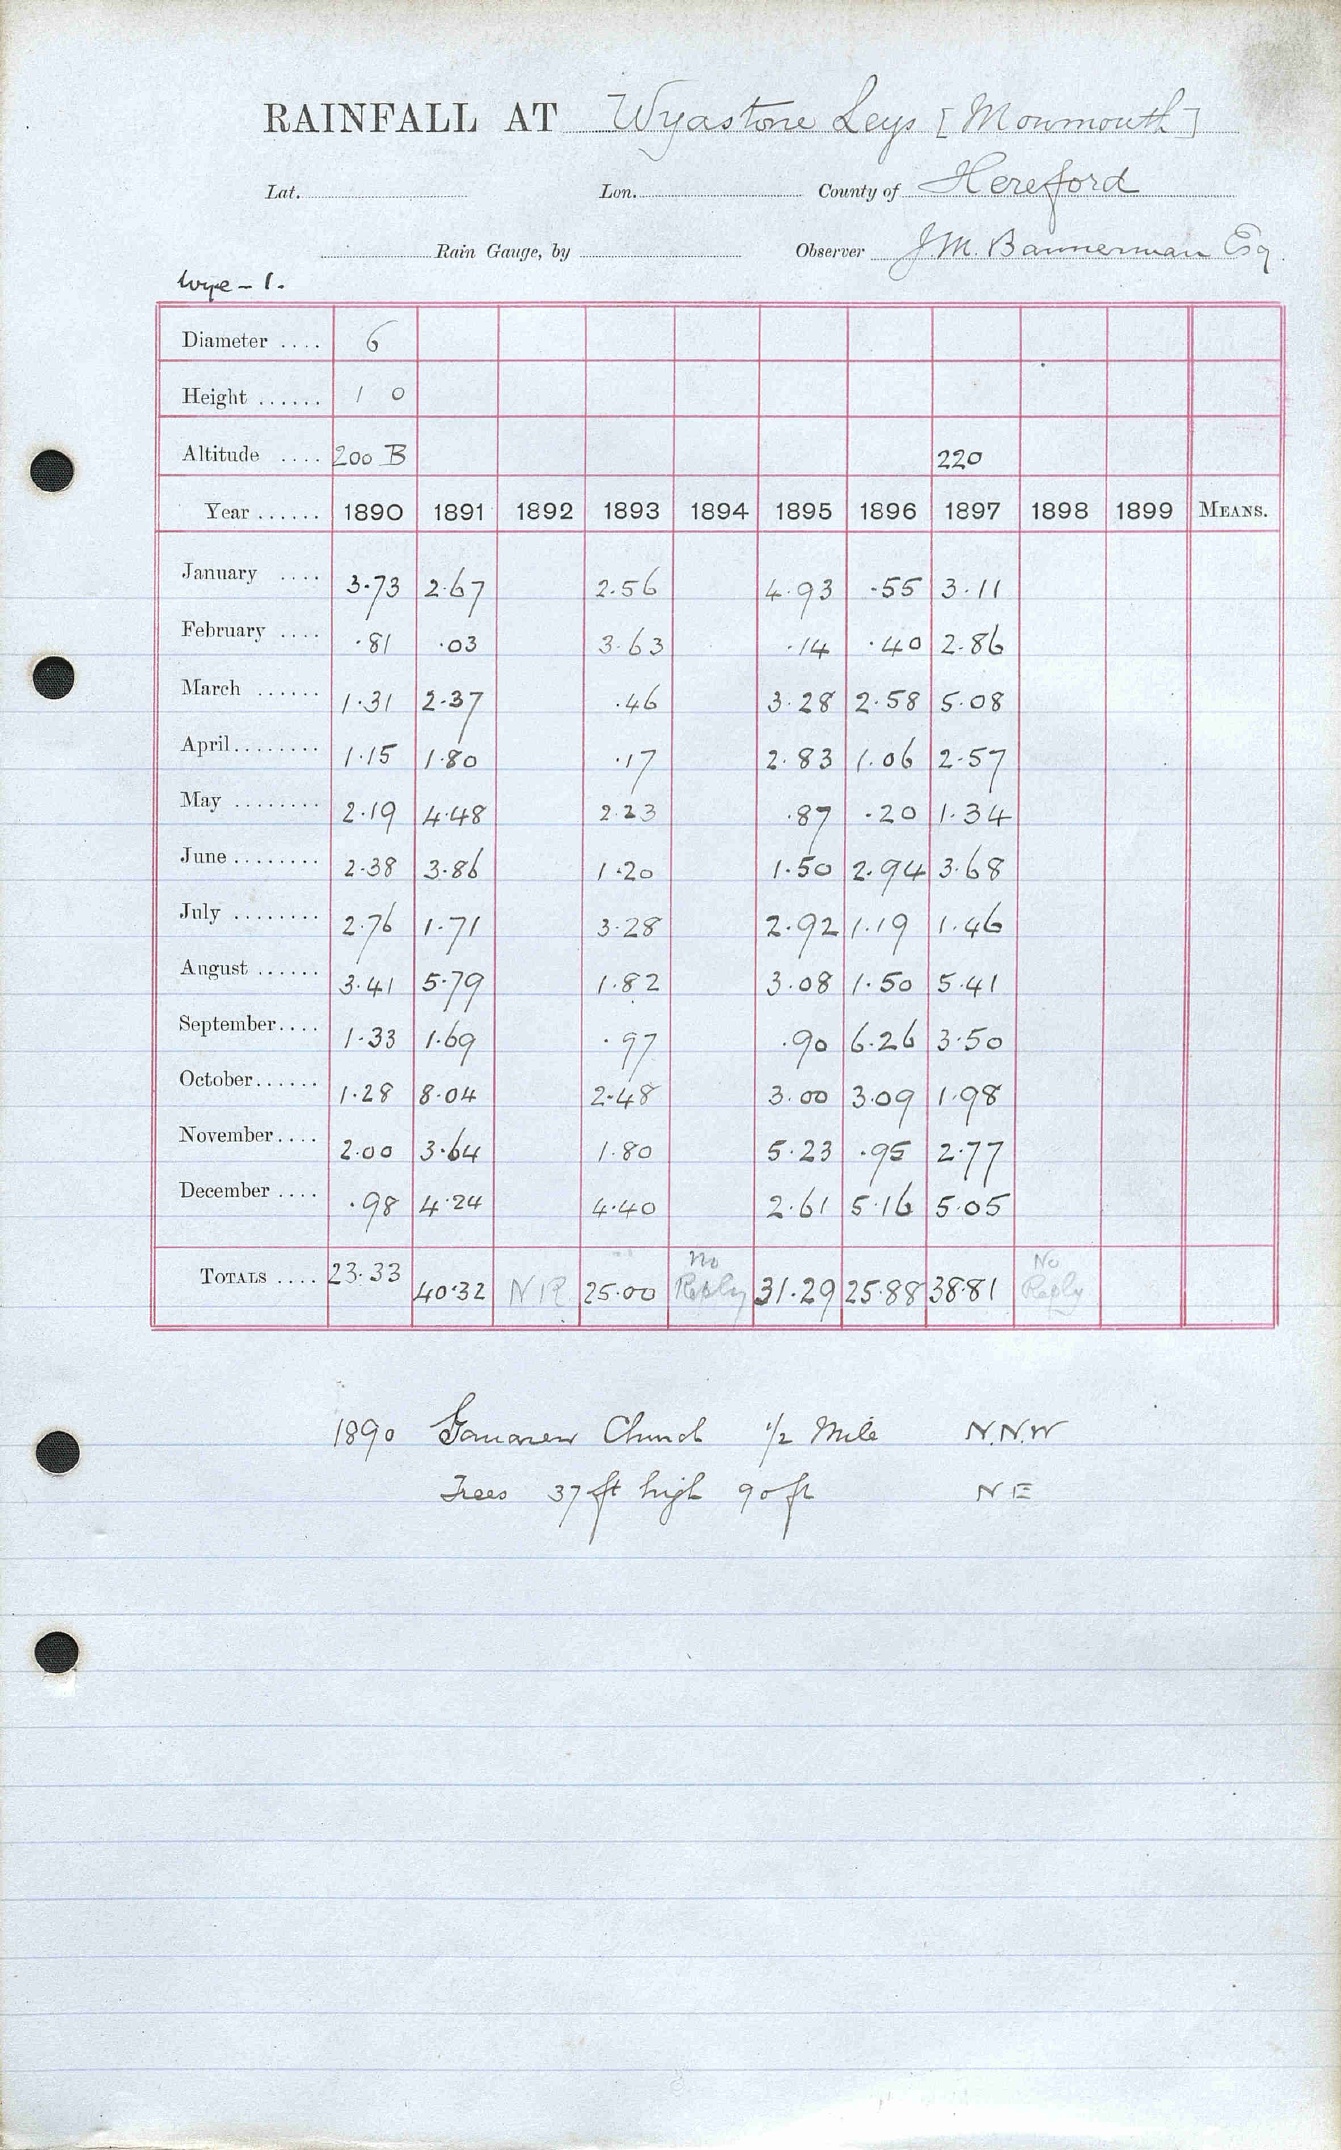 RAINFALL AT Wyastone Leys [Monmouth]
Lat. Lon. County of Hereford
Rain Gauge, by Observer J.M. Bannerman Esq.
Wye - 1.
Diameter .... 6
Height ...... 1 0
Altitude .... 200 B 220
Year ...... 1890 1891 1892 1893 1894 1895 1896 1897 1898 1899 MEANS.
January .... 3.73 2.67 2.56 4.93 .55 3.11
February .... .81 .03 3.63 .14 .40 2.86
March ...... 1.31 2.37 .46 3.28 2.58 5.08
April........ 1.15 1.80 .17 2.83 1.06 2.57
May ........ 2.19 4.48 2.23 .87 .20 1.34
June ........ 2.38 3.86 1.20 1.50 2.94 3.68
July ........ 2.76 1.71 3.28 2.92 1.19 1.46
August ...... 3.41 5.79 1.82 3.08 1.50 5.41
September.... 1.33 1.69 .97 .90 6.26 3.50
October...... 1.28 8.04 2.48 3.00 3.09 1.98
November.... 2.00 3.64 1.80 5.23 .95 2.77
December .... .98 4.24 4.40 2.61 5.16 5.05
TOTALS .... 23.33 40.32 NR 25.00 No Reply 31.29 25.88 38.81 No Reply
1890 Ganarew Church 1/2 Mile N.N.W
Trees 37 ft high 90 ft N E